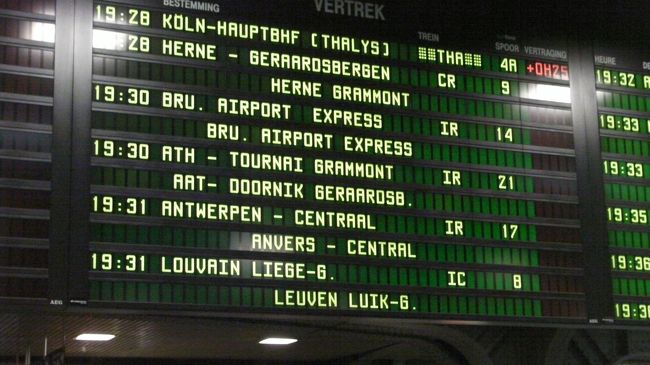 BESTEMMING VERTREK TREIN SPOOR VERTRAGING HEURE
19:28 KÖLN-HAUPTBHF (THALYS) THA 4A +0H25
19:28 HERNE - GERAARDSBERGEN CR 9
HERNE GRAMMONT
19:30 BRU. AIRPORT EXPRESS IR 14
BRU. AIRPORT EXPRESS
19:30 ATH - TOURNAI GRAMMONT IR 21
AAT- DOORNIK GERAARDSB.
19:31 ANTWERPEN - CENTRAAL IR 17
ANVERS - CENTRAL
19:31 LOUVAIN LIEGE-G. IC 8
LEUVEN LUIK-G.
AEG
19:32
19:33
19:33
19:35
19:36